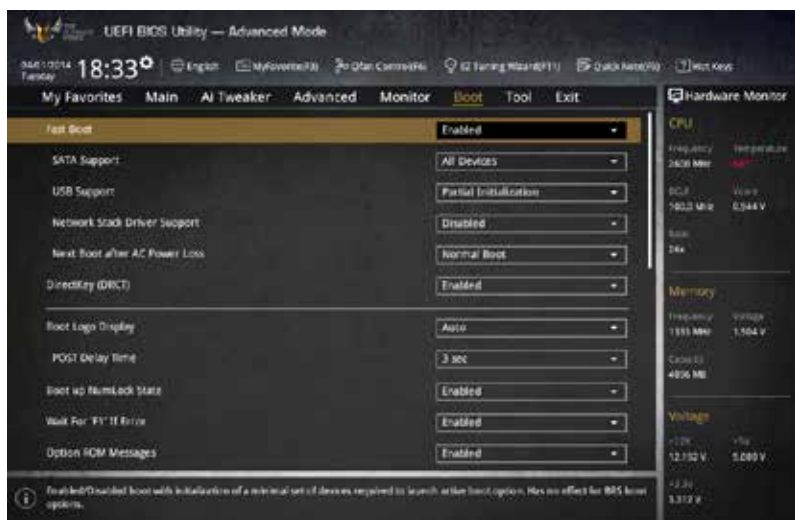 UEFI BIOS Utility — Advanced Mode
04/01/2014
Tuesday
18:33
English
MyFavorite(F3)
Qfan Control(F6)
EZ Tuning Wizard(F11)
Quick Note(F9)
Hot Keys
My Favorites Main Ai Tweaker Advanced Monitor Boot Tool Exit
Hardware Monitor
Fast Boot Enabled
SATA Support All Devices
USB Support Partial Initialization
Network Stack Driver Support Disabled
Next Boot after AC Power Loss Normal Boot
DirectKey (DRCT) Enabled
Boot Logo Display Auto
POST Delay Time 3 sec
Boot up NumLock State Enabled
Wait For 'F1' If Error Enabled
Option ROM Messages Enabled
CPU
Frequency Temperature
2600 MHz
BCLK Vcore
100.0 MHz 0.944 V
Ratio
26x
Memory
Frequency Voltage
1333 MHz 1.504 V
Capacity
4096 MB
Voltage
+12V +5V
12.192 V 5.080 V
+3.3V
3.312 V
Enabled/Disabled boot with initialization of a minimal set of devices required to launch active boot option. Has no effect for BBS boot
options.